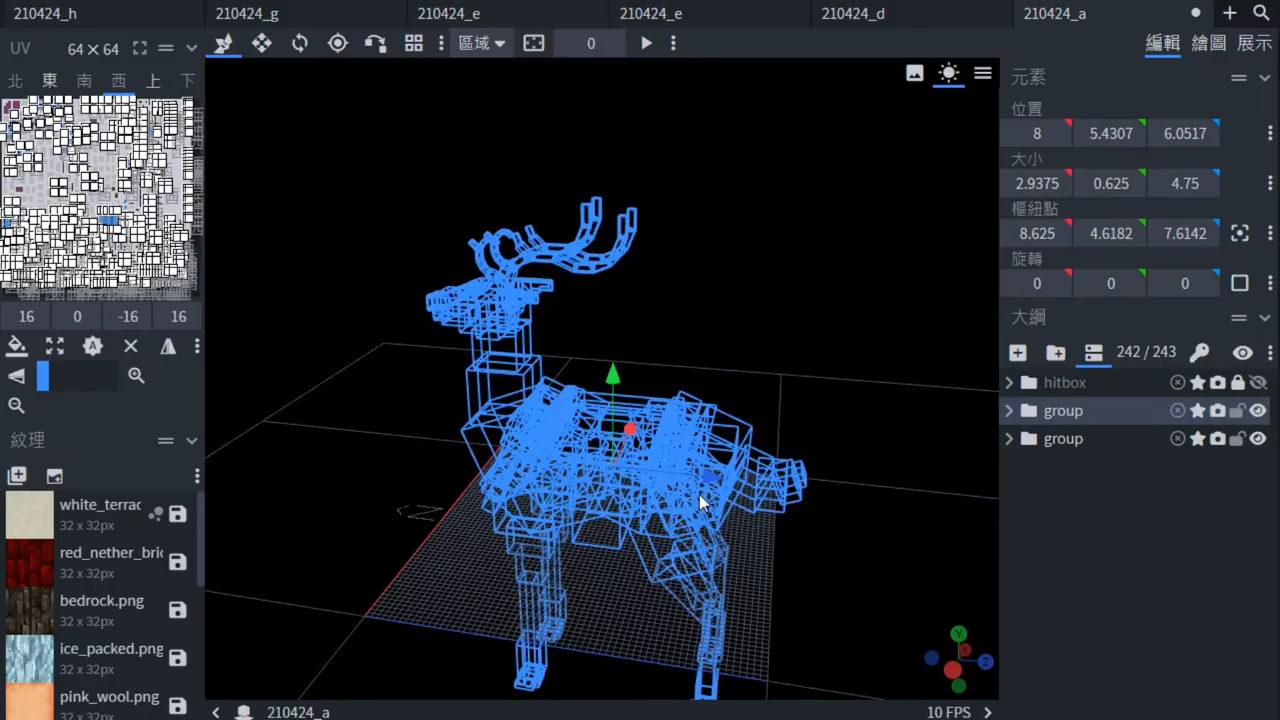 210424_h
210424_g
210424_e
210424_e
210424_d
210424_a
UV
64×64
區域
0
編輯
繪圖
展示
北
東
南
西
上
下
16
0
-16
16
紋理
white_terrac
32 x 32px
red_nether_bri
32 x 32px
bedrock.png
32 x 32px
ice_packed.png
32 x 32px
pink_wool.png
32 x 32px
元素
位置
8
5.4307
6.0517
大小
2.9375
0.625
4.75
樞紐點
8.625
4.6182
7.6142
旋轉
0
0
0
大綱
242 / 243
hitbox
group
group
Y
Z
210424_a
10 FPS